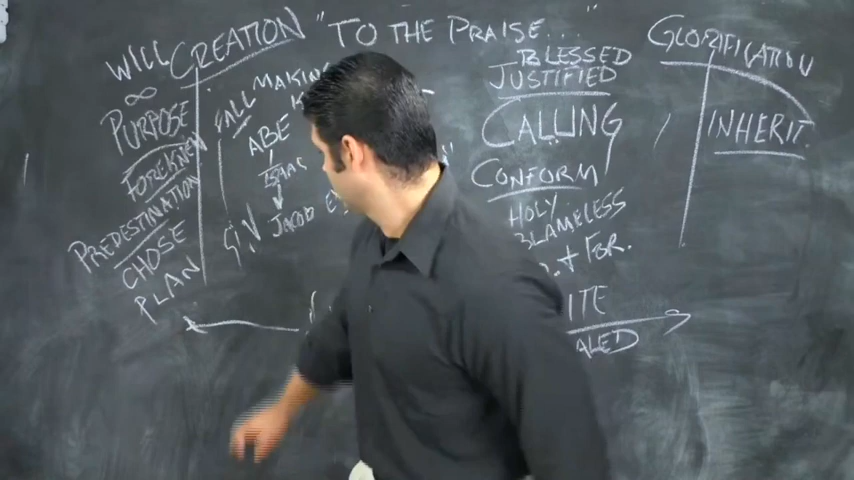 WILL CREATION "TO THE PRAISE..." GLORIFICATION
∞
PURPOSE
FOREKNEW
PREDESTINATION
CHOSE
PLAN
FALL
MAKING
ABE
ISAAC
JACOB
BLESSED
JUSTIFIED
CALLING
CONFORM
HOLY
BLAMELESS
+ FOR.
INHERIT.